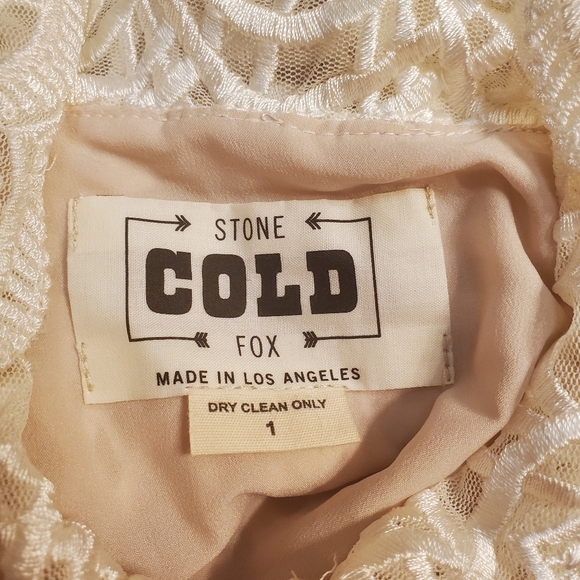 STONE
COLD
FOX
MADE IN LOS ANGELES
DRY CLEAN ONLY
1